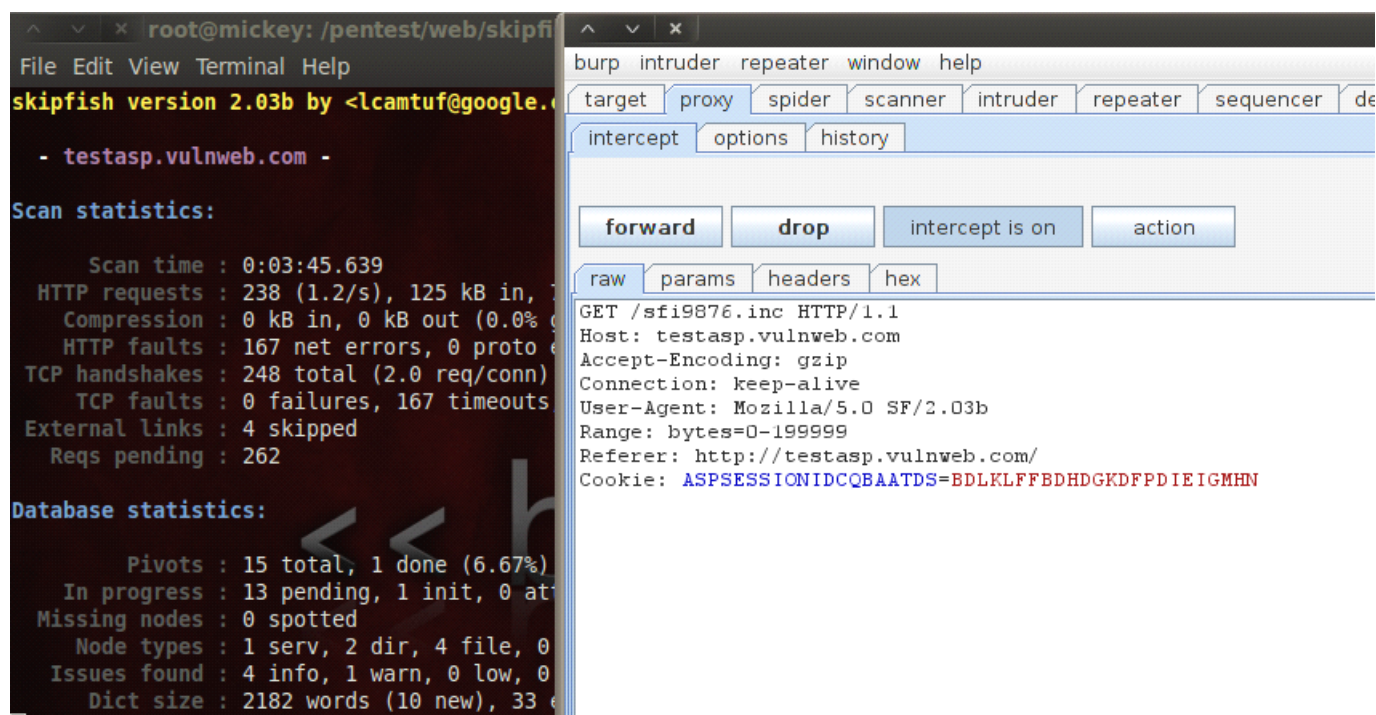 root@mickey: /pentest/web/skipfi
File Edit View Terminal Help
skipfish version 2.03b by <lcamtuf@google.
- testasp.vulnweb.com -
Scan statistics:
Scan time : 0:03:45.639
HTTP requests : 238 (1.2/s), 125 kB in,
Compression : 0 kB in, 0 kB out (0.0%
HTTP faults : 167 net errors, 0 proto
TCP handshakes : 248 total (2.0 req/conn)
TCP faults : 0 failures, 167 timeouts
External links : 4 skipped
Reqs pending : 262
Database statistics:
Pivots : 15 total, 1 done (6.67%)
In progress : 13 pending, 1 init, 0 att
Missing nodes : 0 spotted
Node types : 1 serv, 2 dir, 4 file, 0
Issues found : 4 info, 1 warn, 0 low, 0
Dict size : 2182 words (10 new), 33
<< b
burp intruder repeater window help
target proxy spider scanner intruder repeater sequencer de
intercept options history
forward drop intercept is on action
raw params headers hex
GET /sfi9876.inc HTTP/1.1
Host: testasp.vulnweb.com
Accept-Encoding: gzip
Connection: keep-alive
User-Agent: Mozilla/5.0 SF/2.03b
Range: bytes=0-199999
Referer: http://testasp.vulnweb.com/
Cookie: ASPSESSIONIDCQBAATDS=BDLKLFFBDHDGKDFPDIEIGMHN